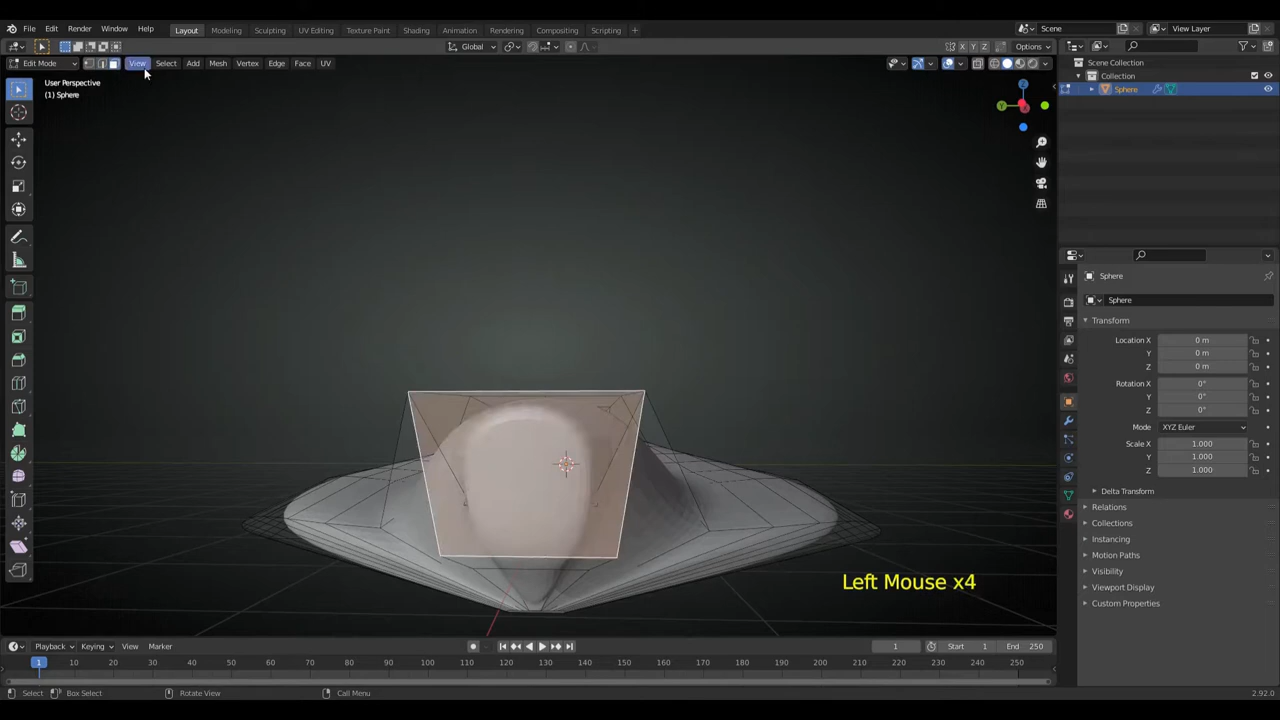 File Edit Render Window Help Layout Modeling Sculpting UV Editing Texture Paint Shading Animation Rendering Compositing Scripting + Scene View Layer
Global X Y Z Options
Edit Mode View Select Add Mesh Vertex Edge Face UV
User Perspective
(1) Sphere
Z
Y
Scene Collection
Collection
Sphere
Sphere
Sphere
Transform
Location X 0 m
Y 0 m
Z 0 m
Rotation X 0°
Y 0°
Z 0°
Mode XYZ Euler
Scale X 1.000
Y 1.000
Z 1.000
Delta Transform
Relations
Collections
Instancing
Motion Paths
Visibility
Viewport Display
Custom Properties
Left Mouse x4
Playback Keying View Marker 1 Start 1 End 250
1 10 20 30 40 50 60 70 80 90 100 110 120 130 140 150 160 170 180 190 200 210 220 230 240 250
Select Box Select Rotate View Call Menu 2.92.0